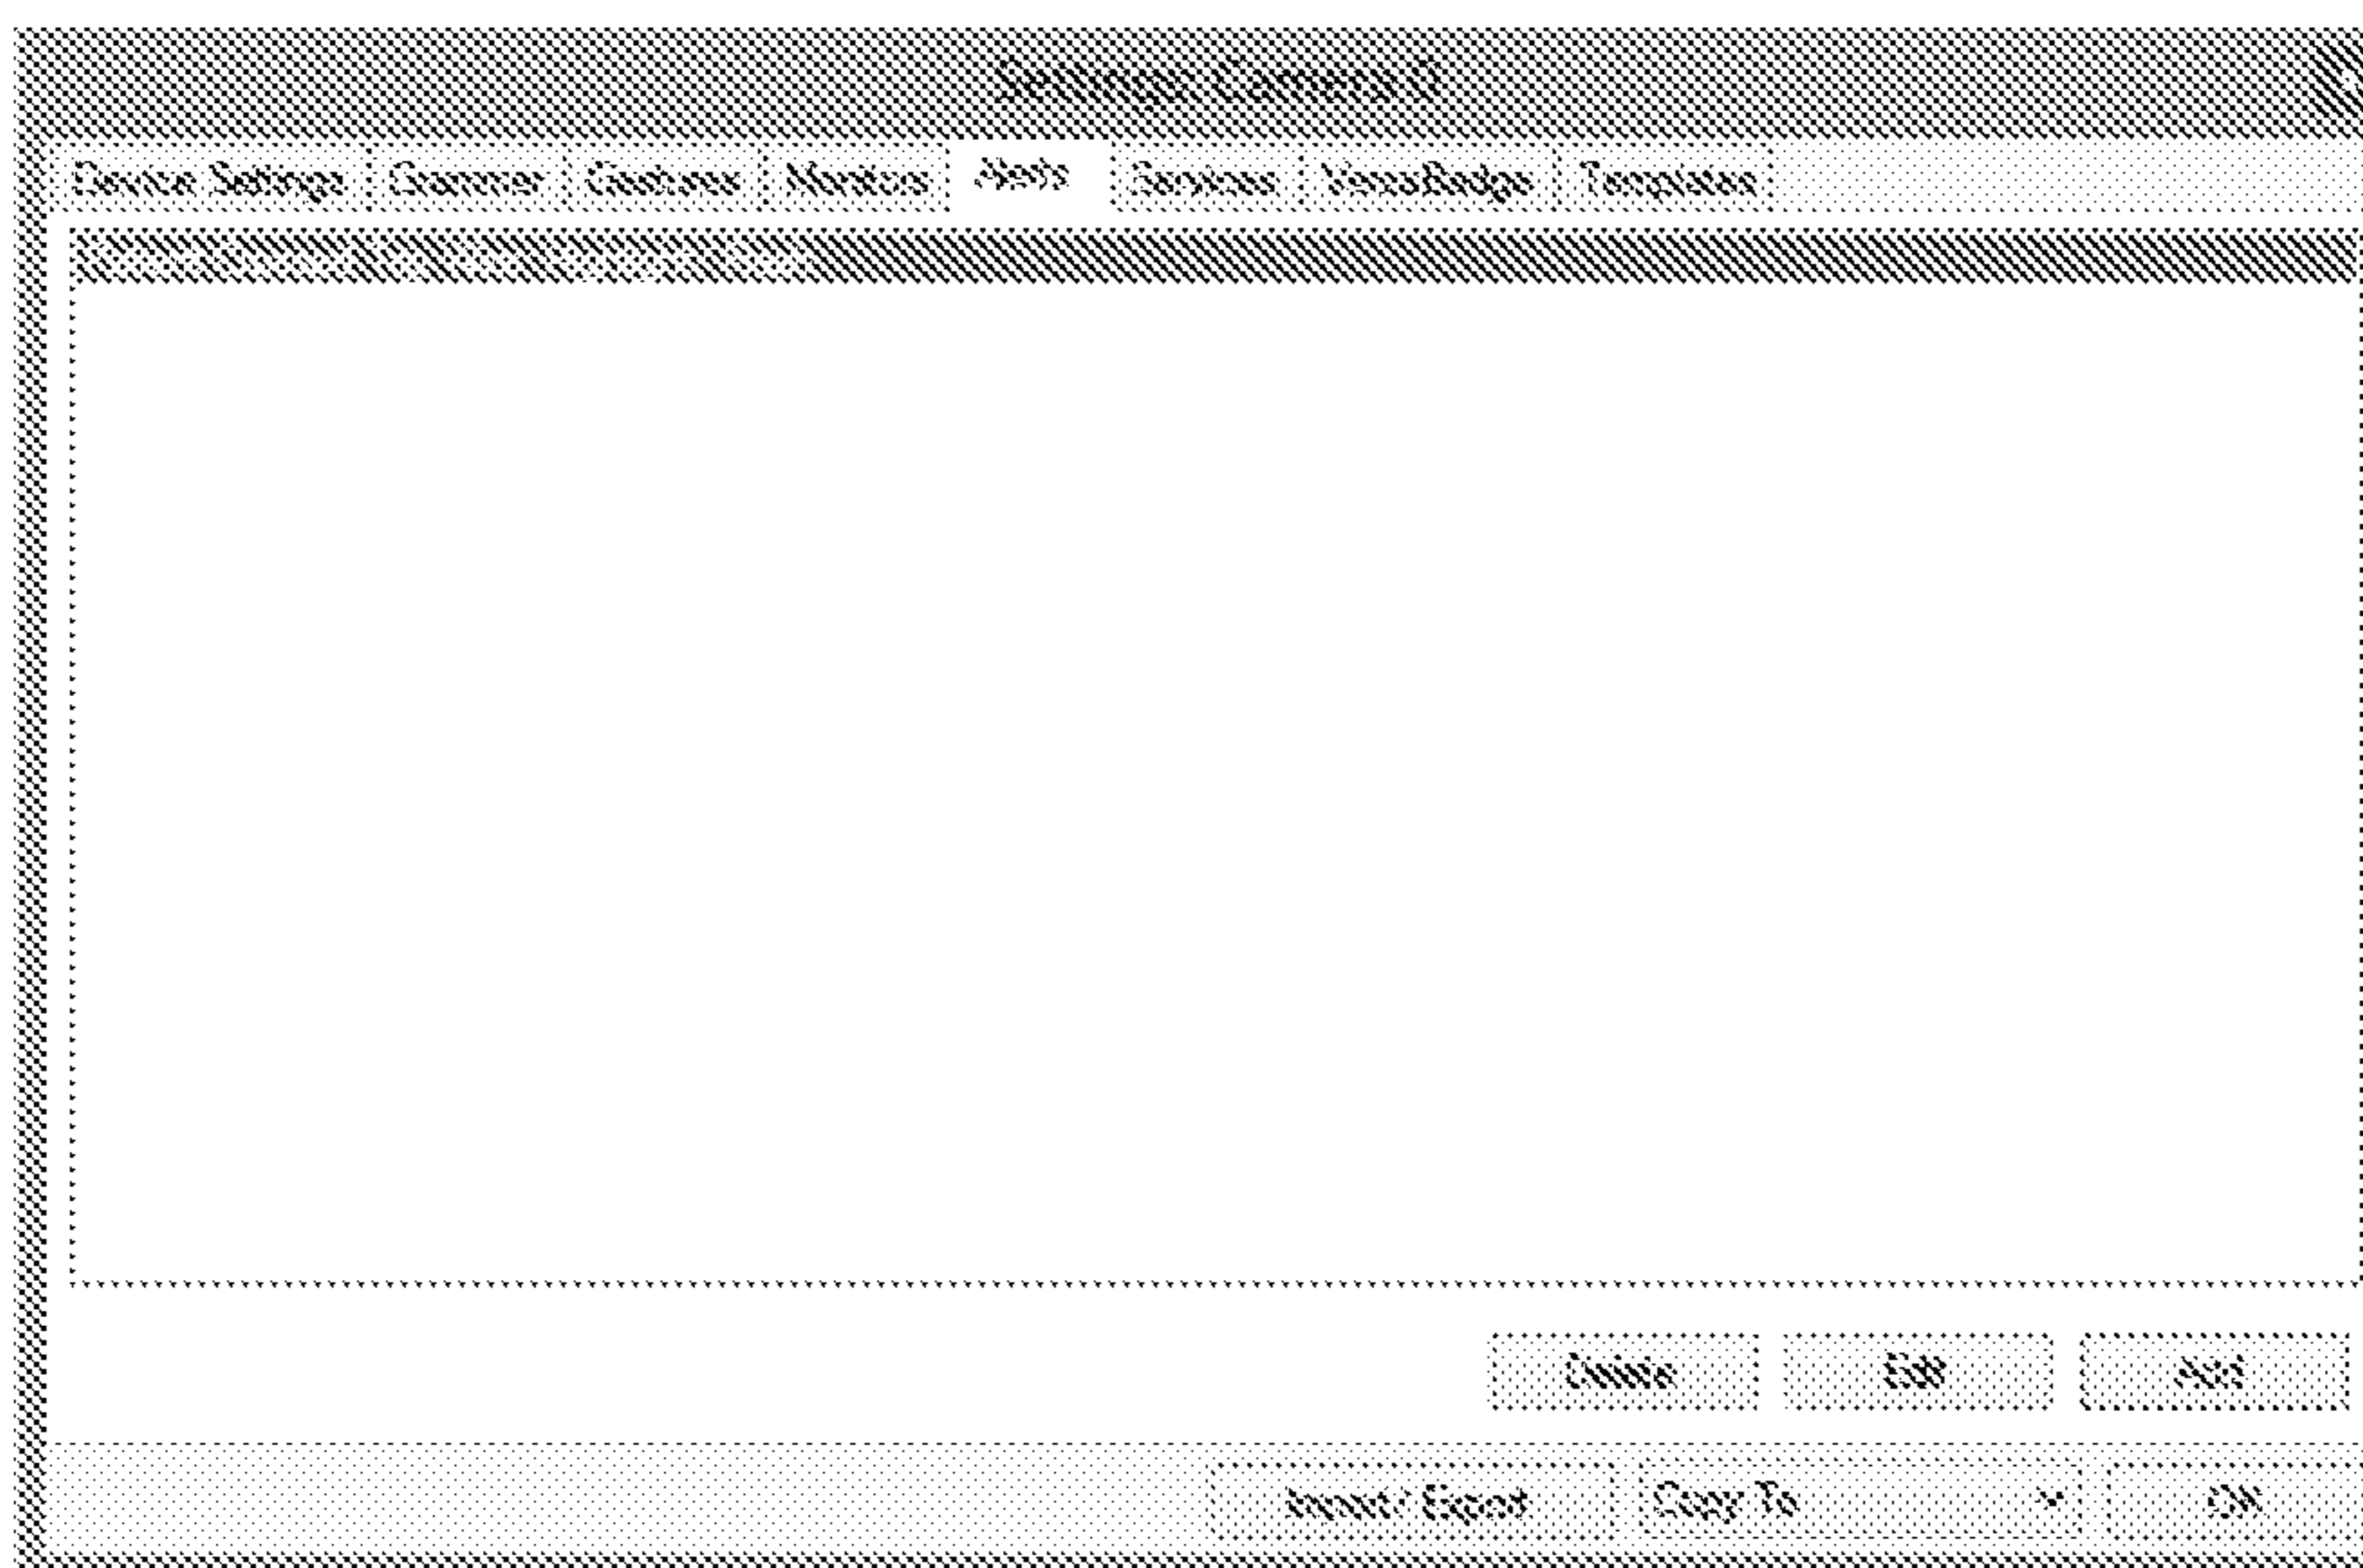 Settings: Camera 0
Device Settings Grammar Gestures Monitors Alerts Services Templates
Delete Edit Add
Import / Export Copy To OK